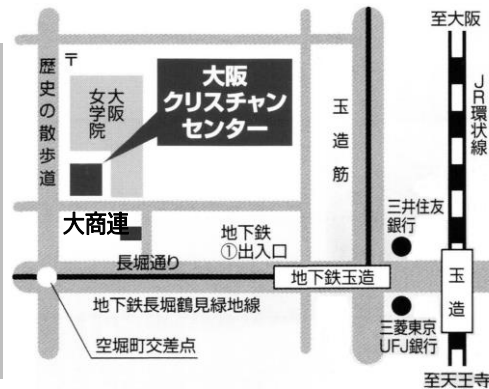 至大阪
JR環状線
〒
歴史の散歩道
大阪
女学院
大阪
クリスチャン
センター
玉造筋
三井住友
銀行
大商連
地下鉄
①出入口
長堀通り
地下鉄玉造
玉造
地下鉄長堀鶴見緑地線
三菱東京
UFJ銀行
空堀町交差点
至天王寺